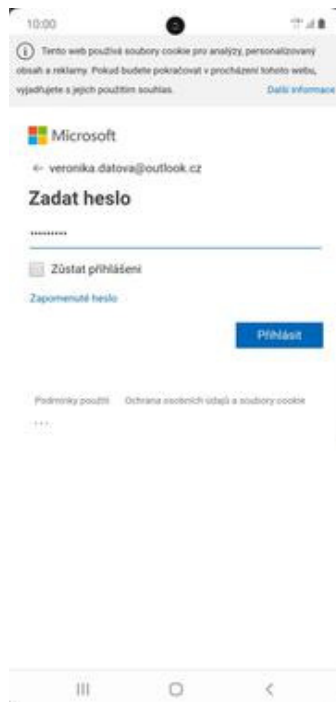 10:00
Tento web používá soubory cookie pro analýzy, personalizovaný
obsah a reklamy. Pokud budete pokračovat v procházení tohoto webu,
vyjadřujete s jejich použitím souhlas.
Další informace
Microsoft
← veronika.datova@outlook.cz
Zadat heslo
••••••••••
Zůstat přihlášeni
Zapomenuté heslo
Přihlásit
Podmínky použití Ochrana osobních údajů a soubory cookie
...